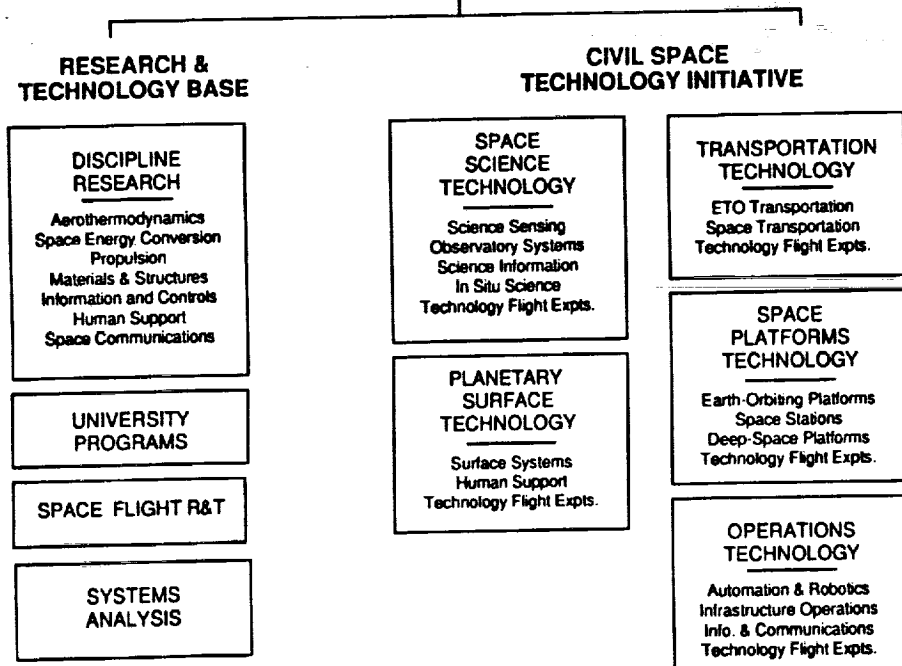 RESEARCH &
TECHNOLOGY BASE
DISCIPLINE
RESEARCH
Aerothermodynamics
Space Energy Conversion
Propulsion
Materials & Structures
Information and Controls
Human Support
Space Communications
UNIVERSITY
PROGRAMS
SPACE FLIGHT R&T
SYSTEMS
ANALYSIS
CIVIL SPACE
TECHNOLOGY INITIATIVE
SPACE
SCIENCE
TECHNOLOGY
Science Sensing
Observatory Systems
Science Information
In Situ Science
Technology Flight Expts.
PLANETARY
SURFACE
TECHNOLOGY
Surface Systems
Human Support
Technology Flight Expts.
TRANSPORTATION
TECHNOLOGY
ETO Transportation
Space Transportation
Technology Flight Expts.
SPACE
PLATFORMS
TECHNOLOGY
Earth-Orbiting Platforms
Space Stations
Deep-Space Platforms
Technology Flight Expts.
OPERATIONS
TECHNOLOGY
Automation & Robotics
Infrastructure Operations
Info. & Communications
Technology Flight Expts.